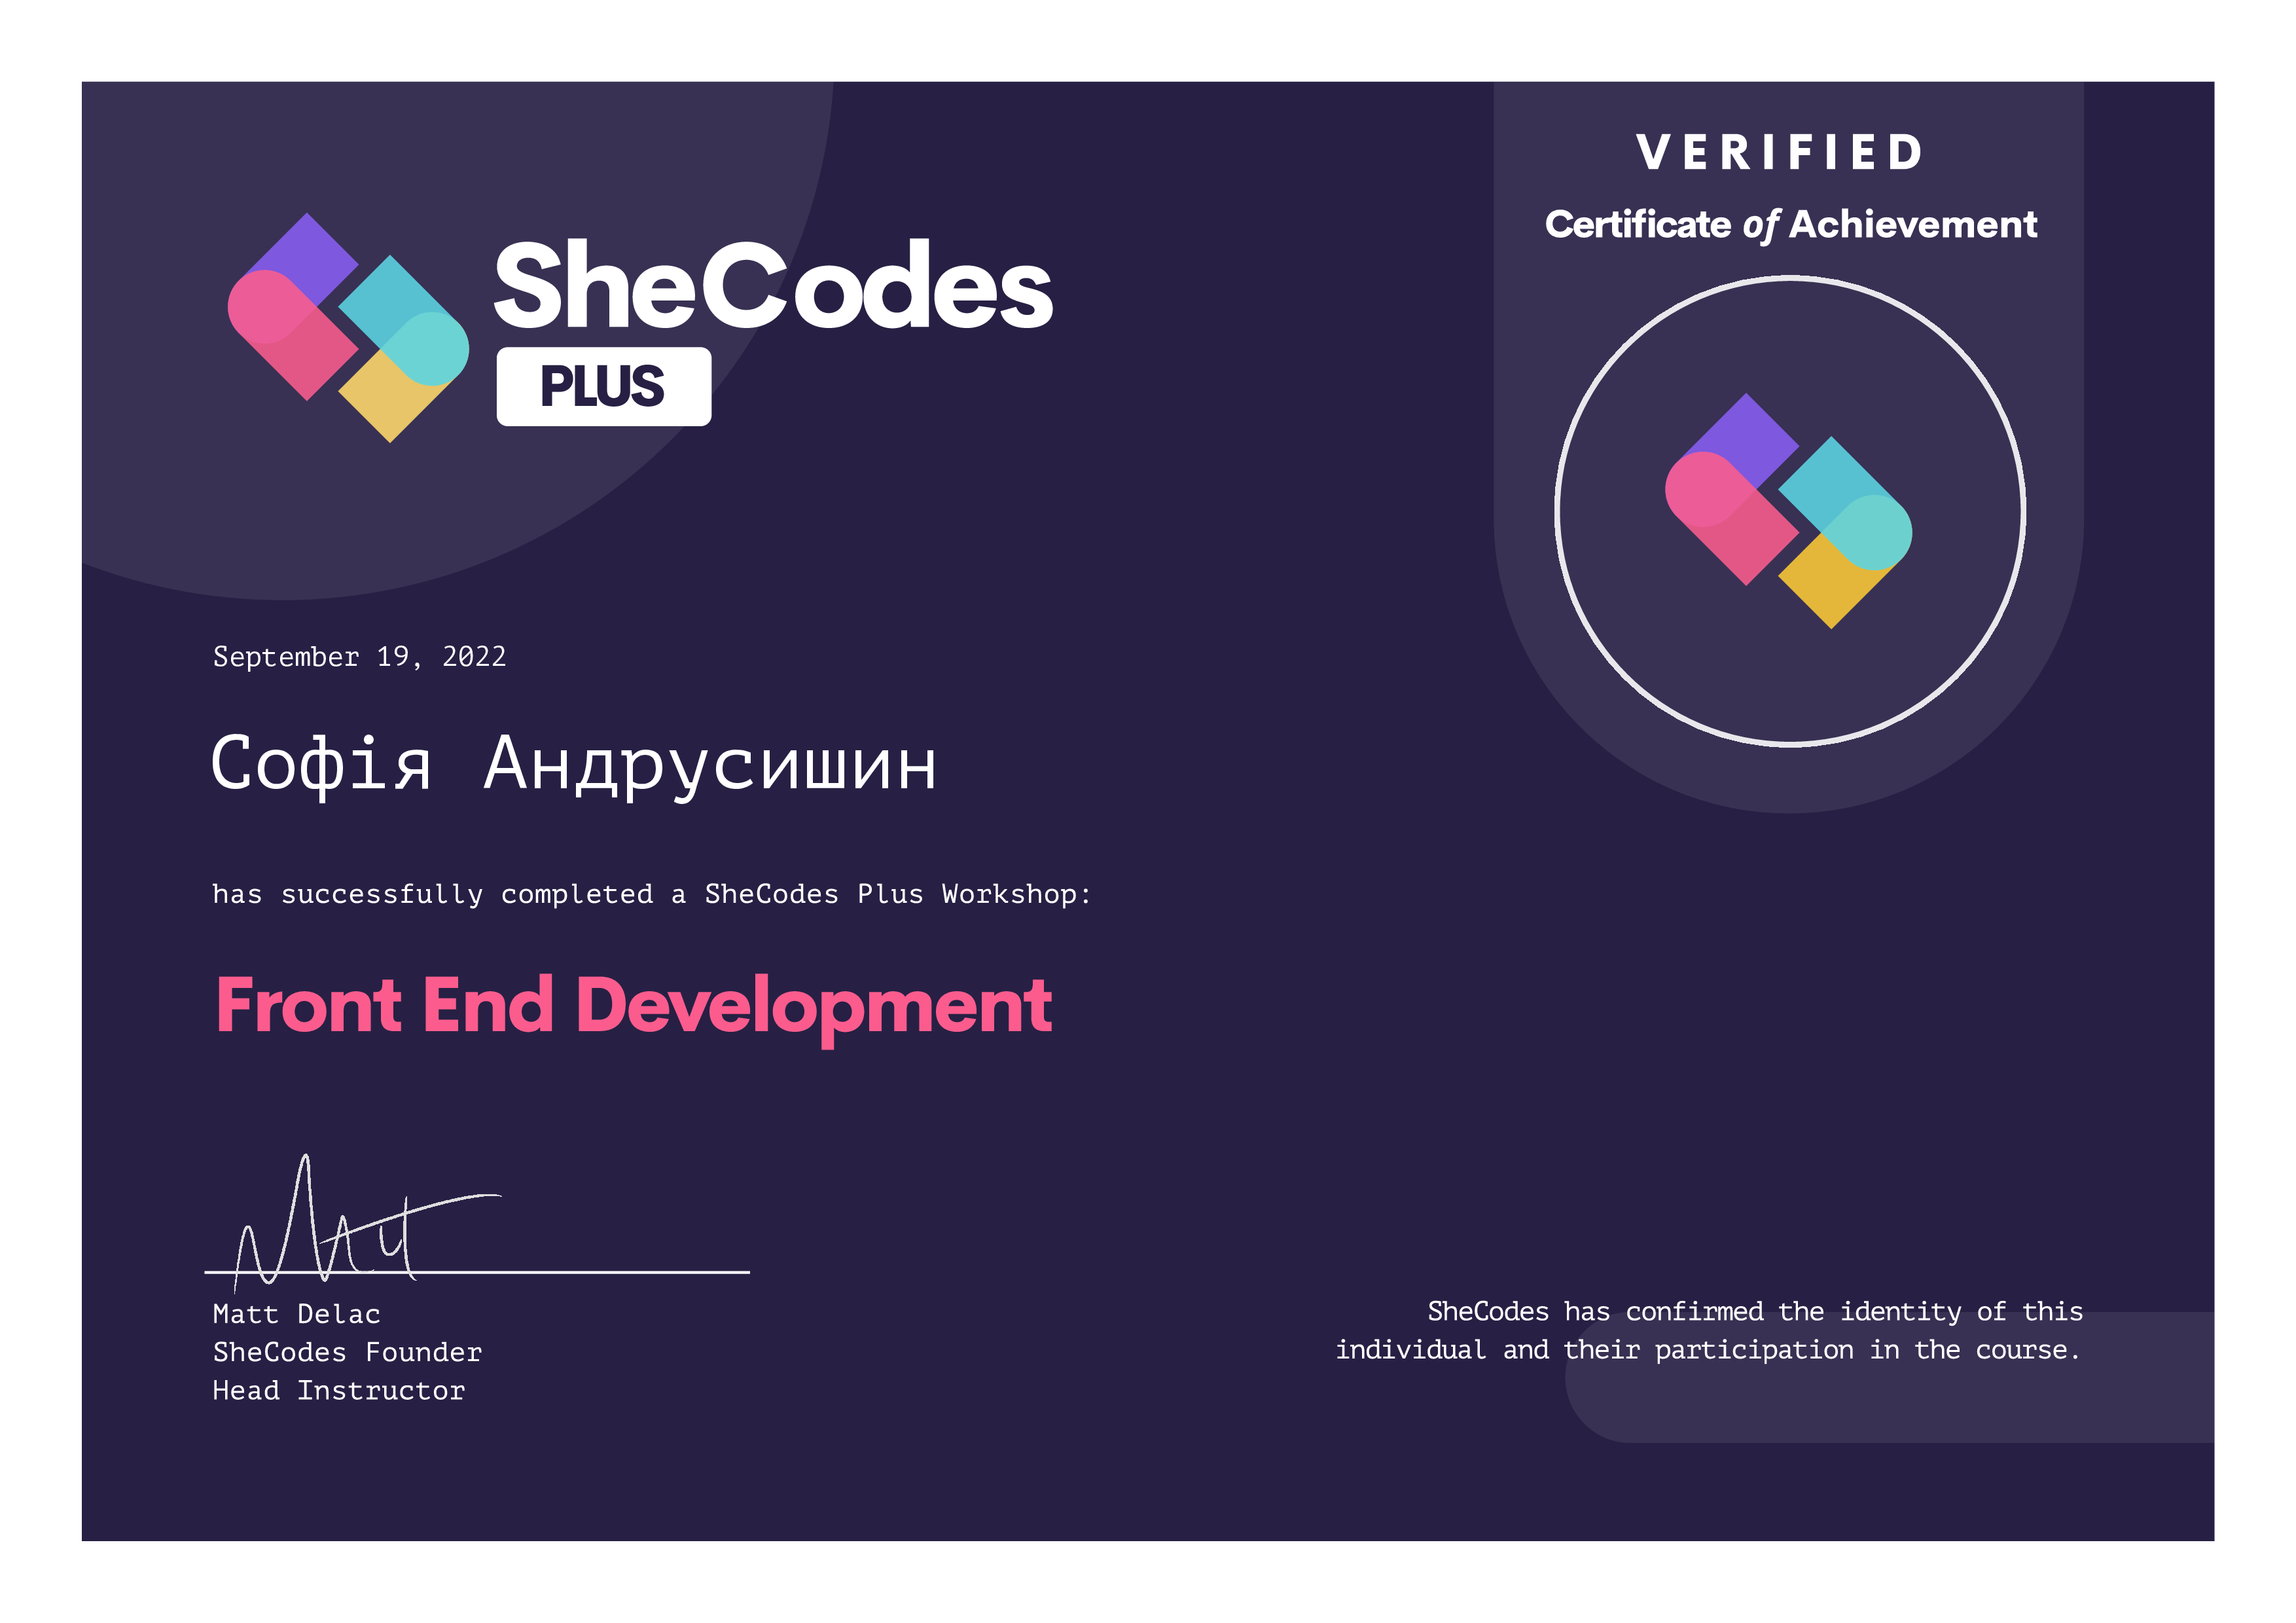 SheCodes
PLUS
VERIFIED
Certificate of Achievement
September 19, 2022
Софія Андрусишин
has successfully completed a SheCodes Plus Workshop:
Front End Development
Matt
Matt Delac
SheCodes Founder
Head Instructor
SheCodes has confirmed the identity of this
individual and their participation in the course.